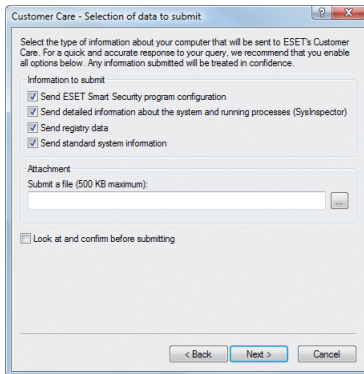 Customer Care - Selection of data to submit
Select the type of information about your computer that will be sent to ESET's Customer
Care. For a quick and accurate response to your query, we recommend that you enable
all options below. Any information submitted will be treated in confidence.
Information to submit
Send ESET Smart Security program configuration
Send detailed information about the system and running processes (SysInspector)
Send registry data
Send standard system information
Attachment
Submit a file (500 KB maximum):
...
Look at and confirm before submitting
< Back Next > Cancel